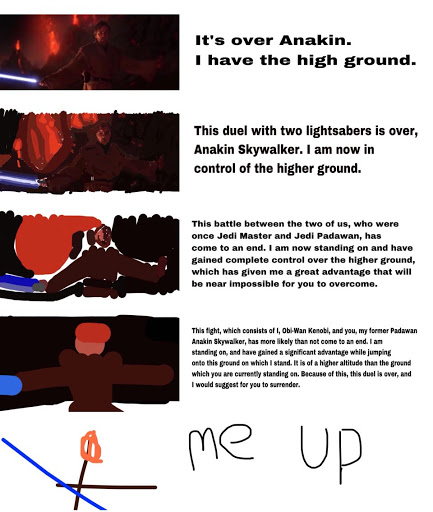 It's over Anakin.
I have the high ground.
This duel with two lightsabers is over,
Anakin Skywalker. I am now in
control of the higher ground.
This battle between the two of us, who were
once Jedi Master and Jedi Padawan, has
come to an end. I am now standing on and have
gained complete control over the higher ground,
which has given me a great advantage that will
be near impossible for you to overcome.
This fight, which consists of I, Obi-Wan Kenobi, and you, my former Padawan
Anakin Skywalker, has more likely than not come to an end. I am
standing on, and have gained a significant advantage while jumping
onto this ground on which I stand. It is of a higher altitude than the ground
which you are currently standing on. Because of this, this duel is over, and
I would suggest for you to surrender.
me up